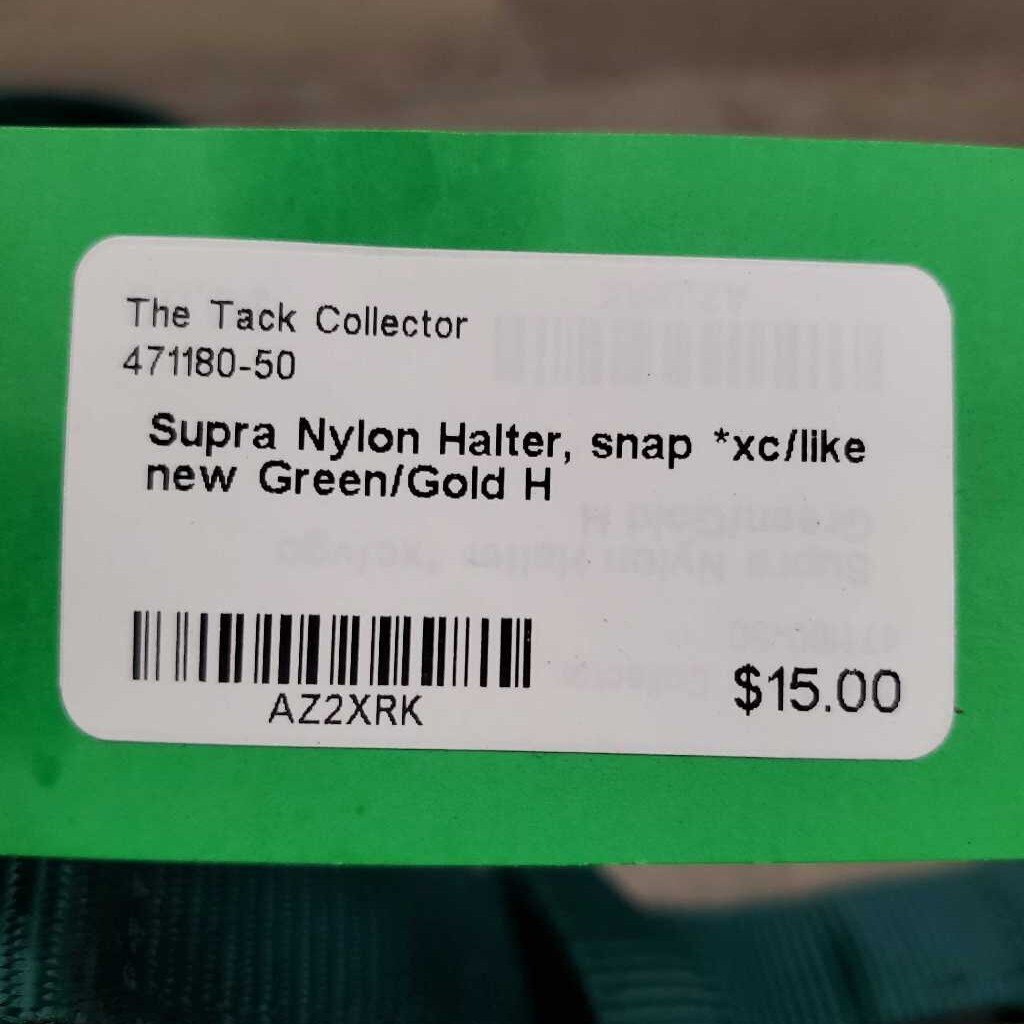 The Tack Collector
471180-50
Supra Nylon Halter, snap *xc/like
new Green/Gold H
AZ2XRK
$15.00